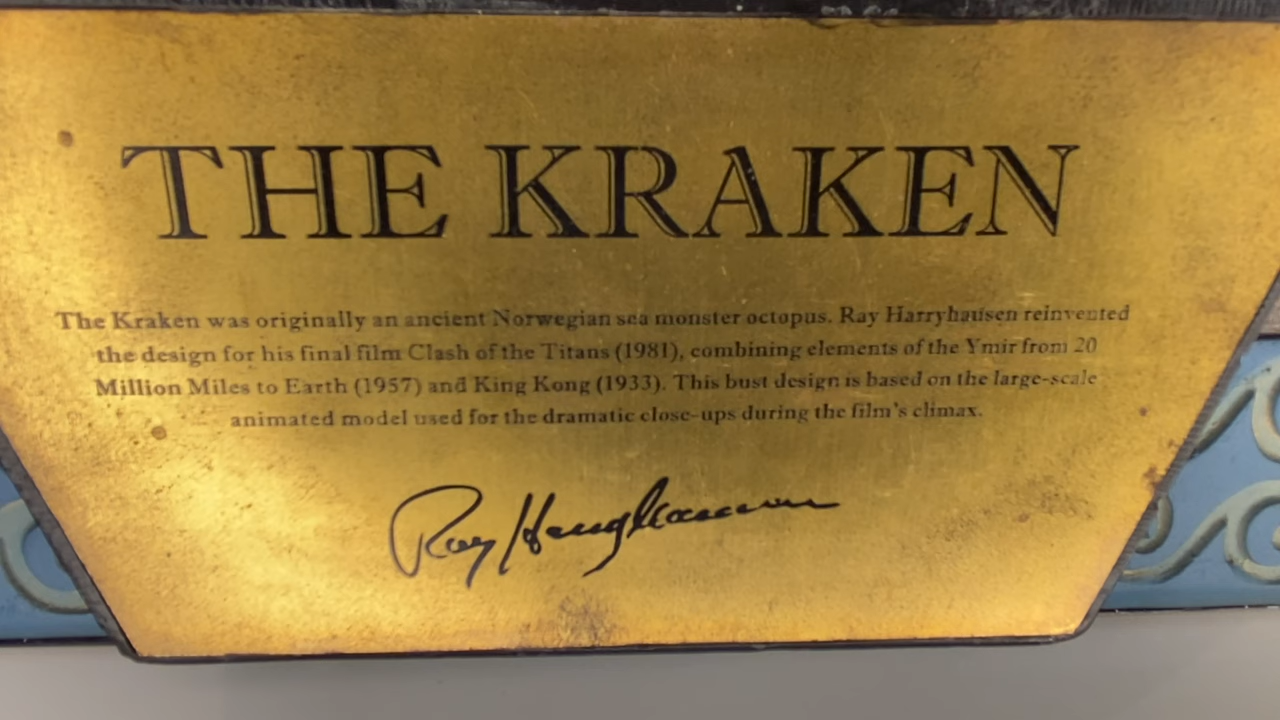 THE KRAKEN
The Kraken was originally an ancient Norwegian sea monster octopus. Ray Harryhausen reinvented
the design for his final film Clash of the Titans (1981), combining elements of the Ymir from 20
Million Miles to Earth (1957) and King Kong (1933). This bust design is based on the large-scale
animated model used for the dramatic close-ups during the film's climax.
Ray Harryhausen